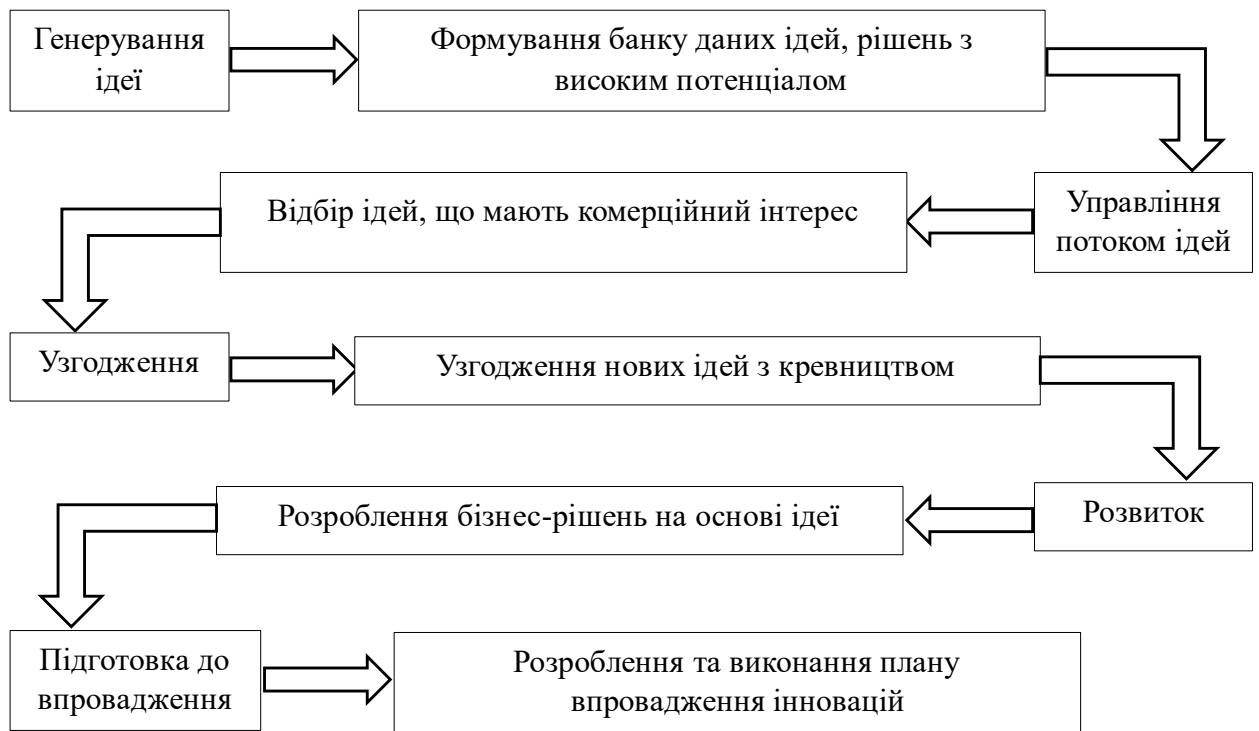 Генерування
ідеї
Формування банку даних ідей, рішень з
високим потенціалом
Управління
потоком ідей
Відбір ідей, що мають комерційний інтерес
Узгодження
Узгодження нових ідей з кревництвом
Розвиток
Розроблення бізнес-рішень на основі ідеї
Підготовка до
впровадження
Розроблення та виконання плану
впровадження інновацій